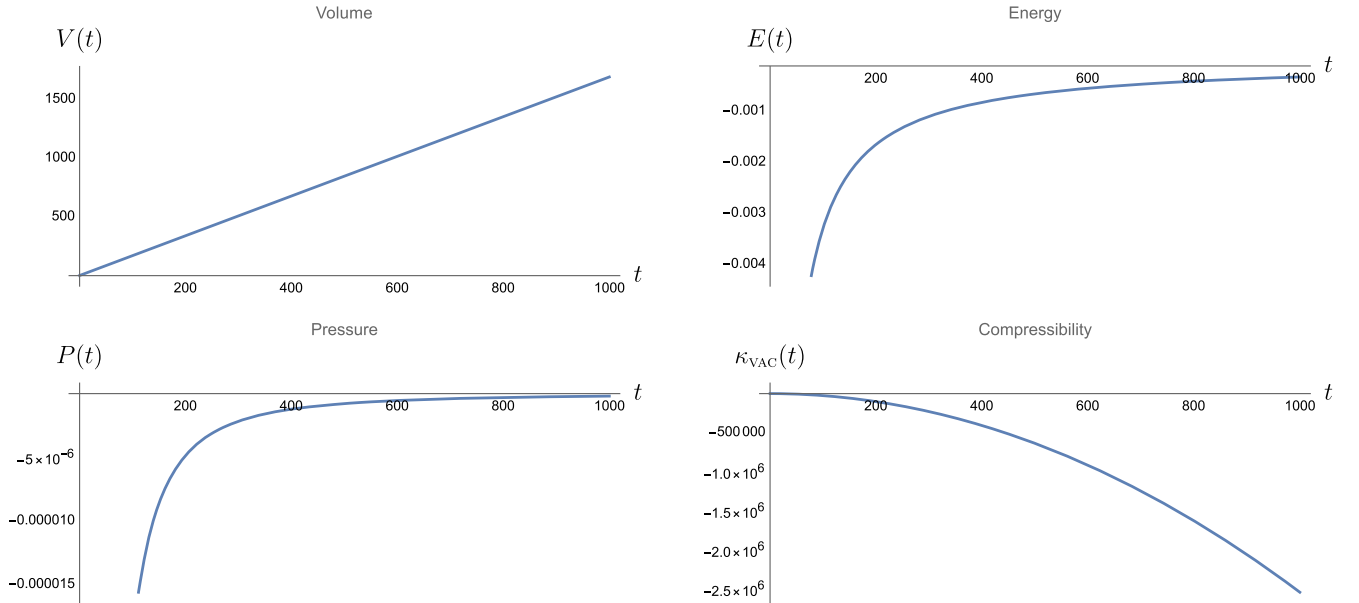 Volume
V(t)
1500
1000
500
200 400 600 800 1000 t
Energy
E(t)
200 400 600 800 1000 t
−0.001
−0.002
−0.003
−0.004
Pressure
P(t)
200 400 600 800 1000 t
−5×10⁻⁶
−0.000010
−0.000015
Compressibility
κ_VAC(t)
200 400 600 800 1000 t
−500 000
−1.0×10⁶
−1.5×10⁶
−2.0×10⁶
−2.5×10⁶